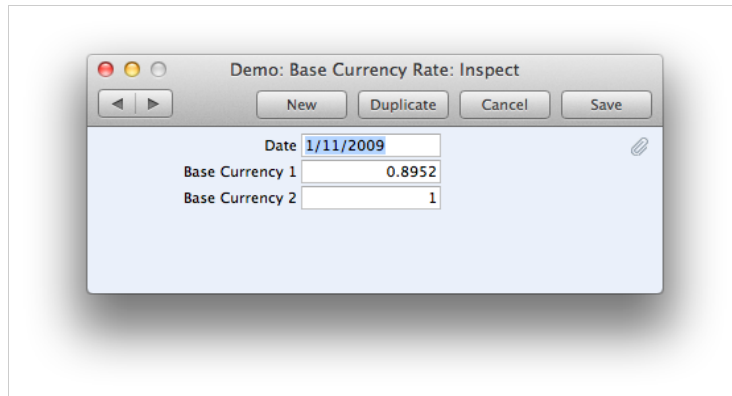 Demo: Base Currency Rate: Inspect
New Duplicate Cancel Save
Date 1/11/2009
Base Currency 1 0.8952
Base Currency 2 1